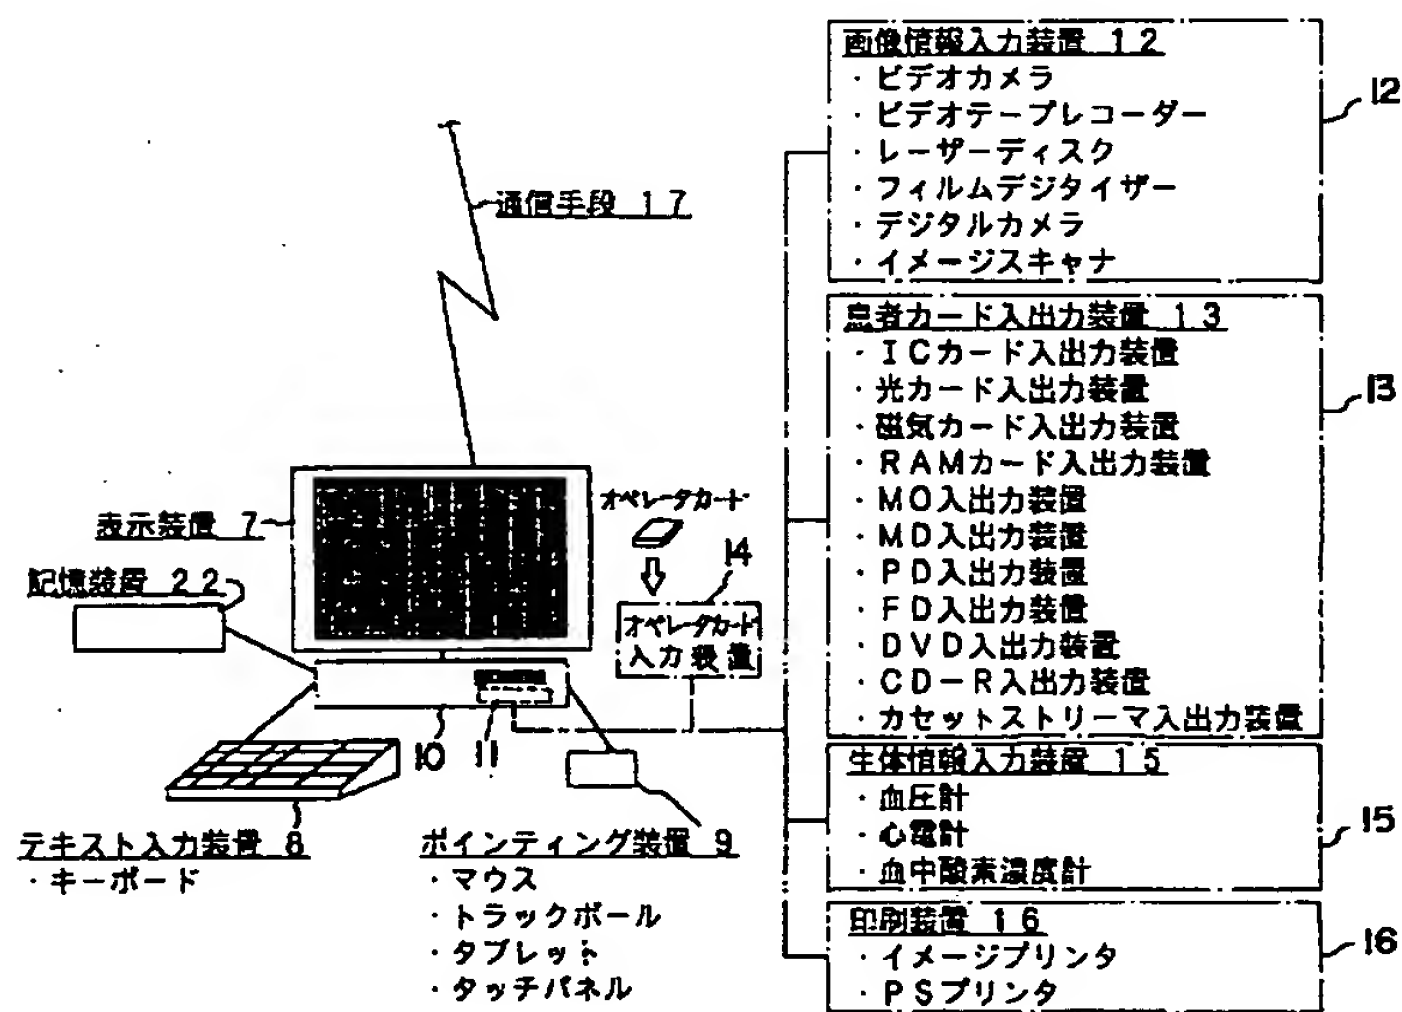 画像情報入力装置 12
・ビデオカメラ
・ビデオテープレコーダー
・レーザーディスク
・フィルムデジタイザー
・デジタルカメラ
・イメージスキャナ
12
通信手段 17
患者カード入出力装置 13
・ICカード入出力装置
・光カード入出力装置
・磁気カード入出力装置
・RAMカード入出力装置
・MO入出力装置
・MD入出力装置
・PD入出力装置
・FD入出力装置
・DVD入出力装置
・CD-R入出力装置
・カセットストリーマ入出力装置
13
表示装置 7
記憶装置 22
オペレータカード
14
オペレータカード
入力装置
10
11
生体情報入力装置 15
・血圧計
・心電計
・血中酸素濃度計
15
テキスト入力装置 8
・キーボード
ポインティング装置 9
・マウス
・トラックボール
・タブレット
・タッチパネル
印刷装置 16
・イメージプリンタ
・PSプリンタ
16